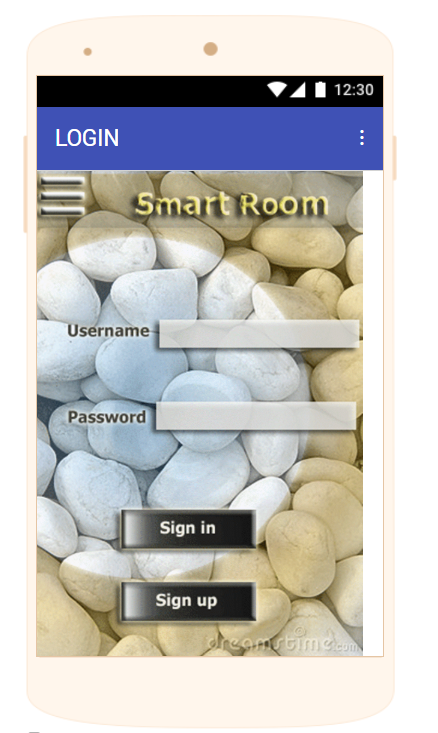 12:30
LOGIN
Smart Room
Username
Password
Sign in
Sign up
dreamstime.com